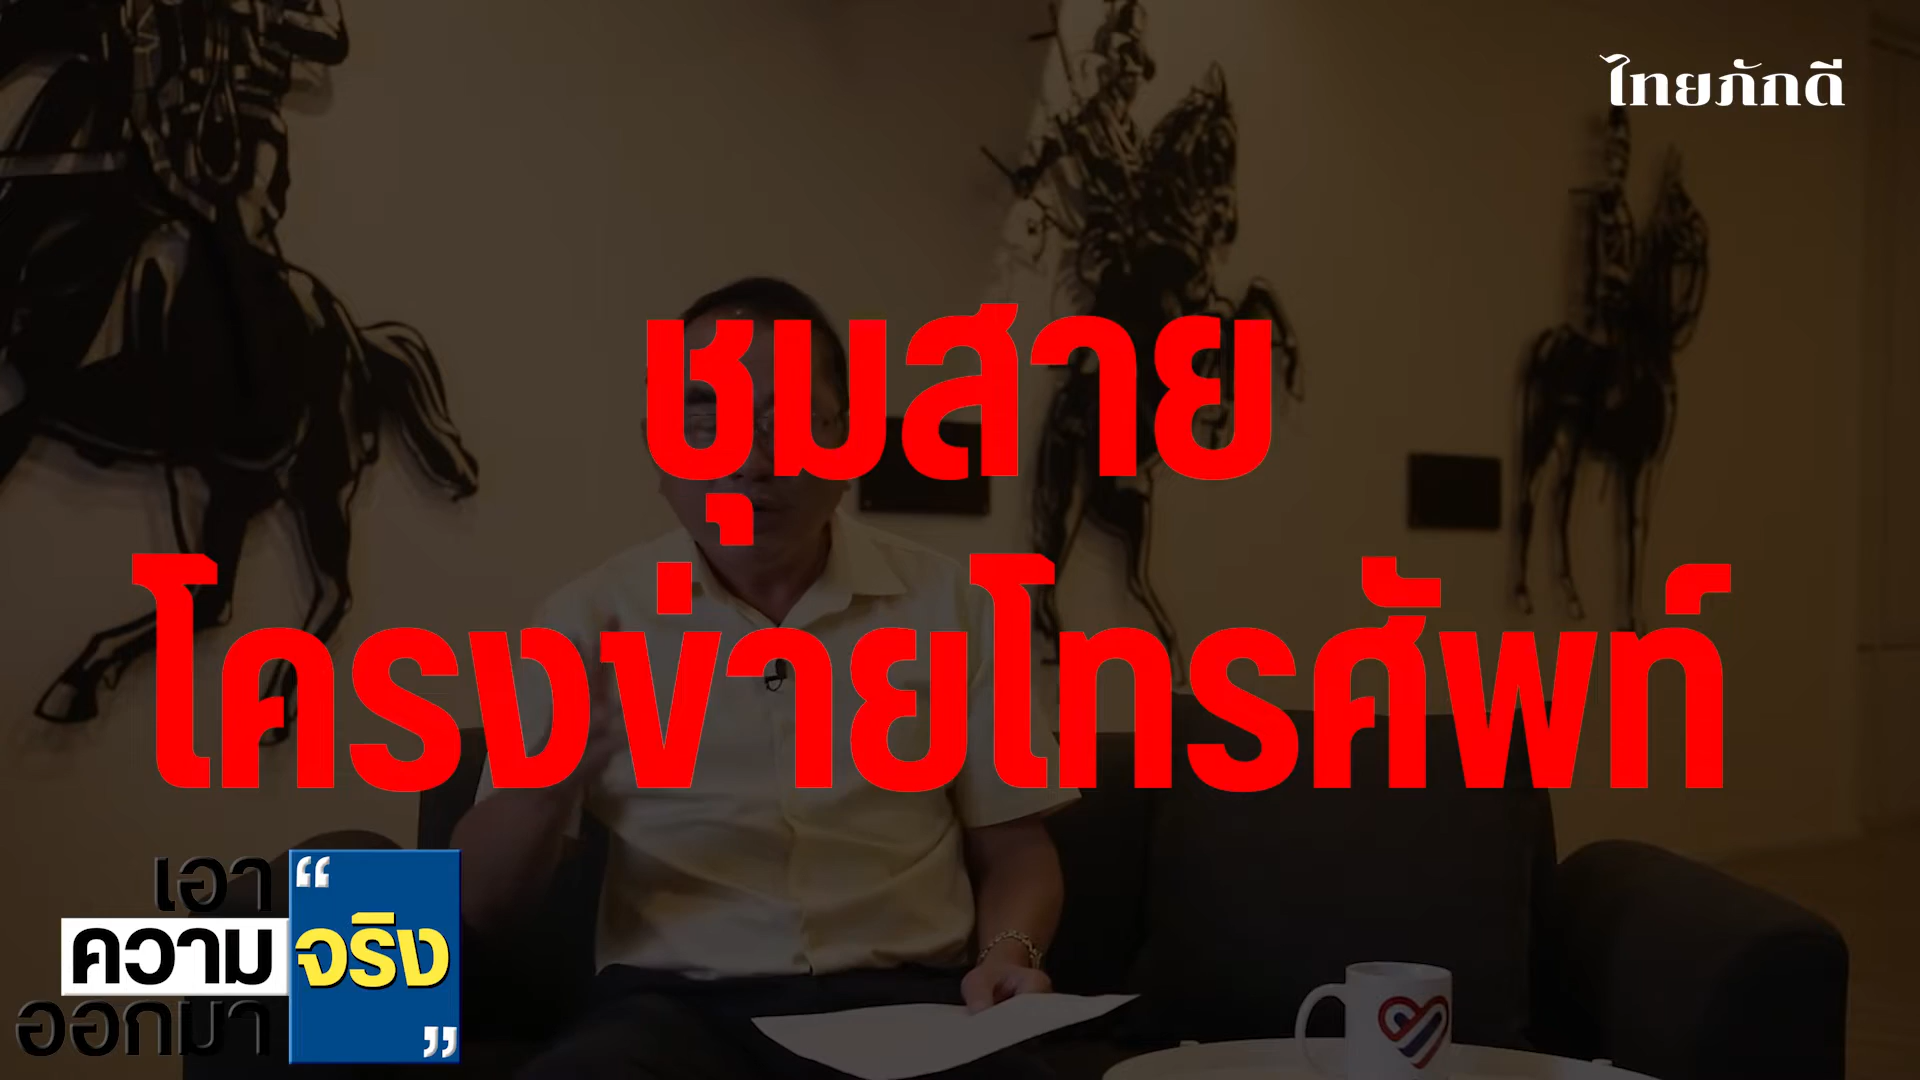 ไทยภักดี
ชุมสาย
โครงข่ายโทรศัพท์
เอา
ความ
ออกมา
“จริง”